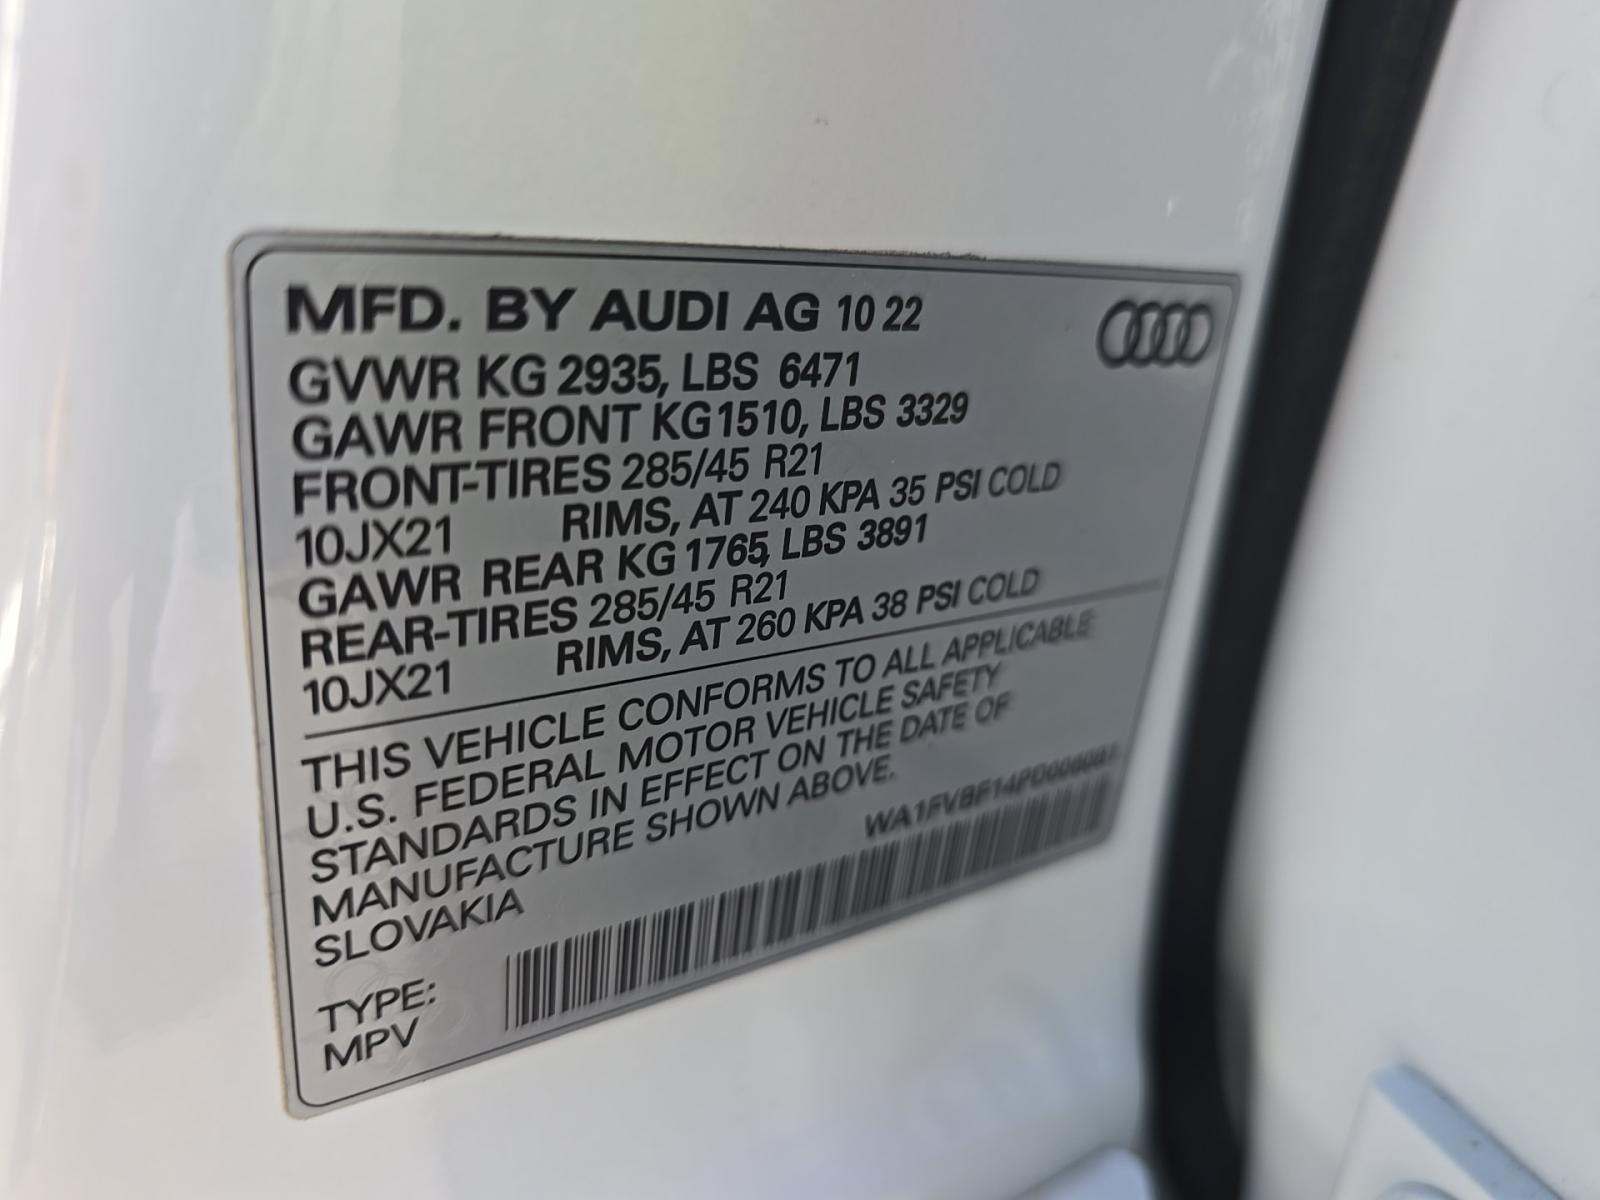 MFD. BY AUDI AG 10 22
GVWR KG 2935, LBS 6471
GAWR FRONT KG1510, LBS 3329
FRONT-TIRES 285/45 R21
10JX21 RIMS, AT 240 KPA 35 PSI COLD
GAWR REAR KG 1765, LBS 3891
REAR-TIRES 285/45 R21
10JX21 RIMS, AT 260 KPA 38 PSI COLD
THIS VEHICLE CONFORMS TO ALL APPLICABLE
U.S. FEDERAL MOTOR VEHICLE SAFETY
STANDARDS IN EFFECT ON THE DATE OF
MANUFACTURE SHOWN ABOVE.
SLOVAKIA
TYPE:
MPV